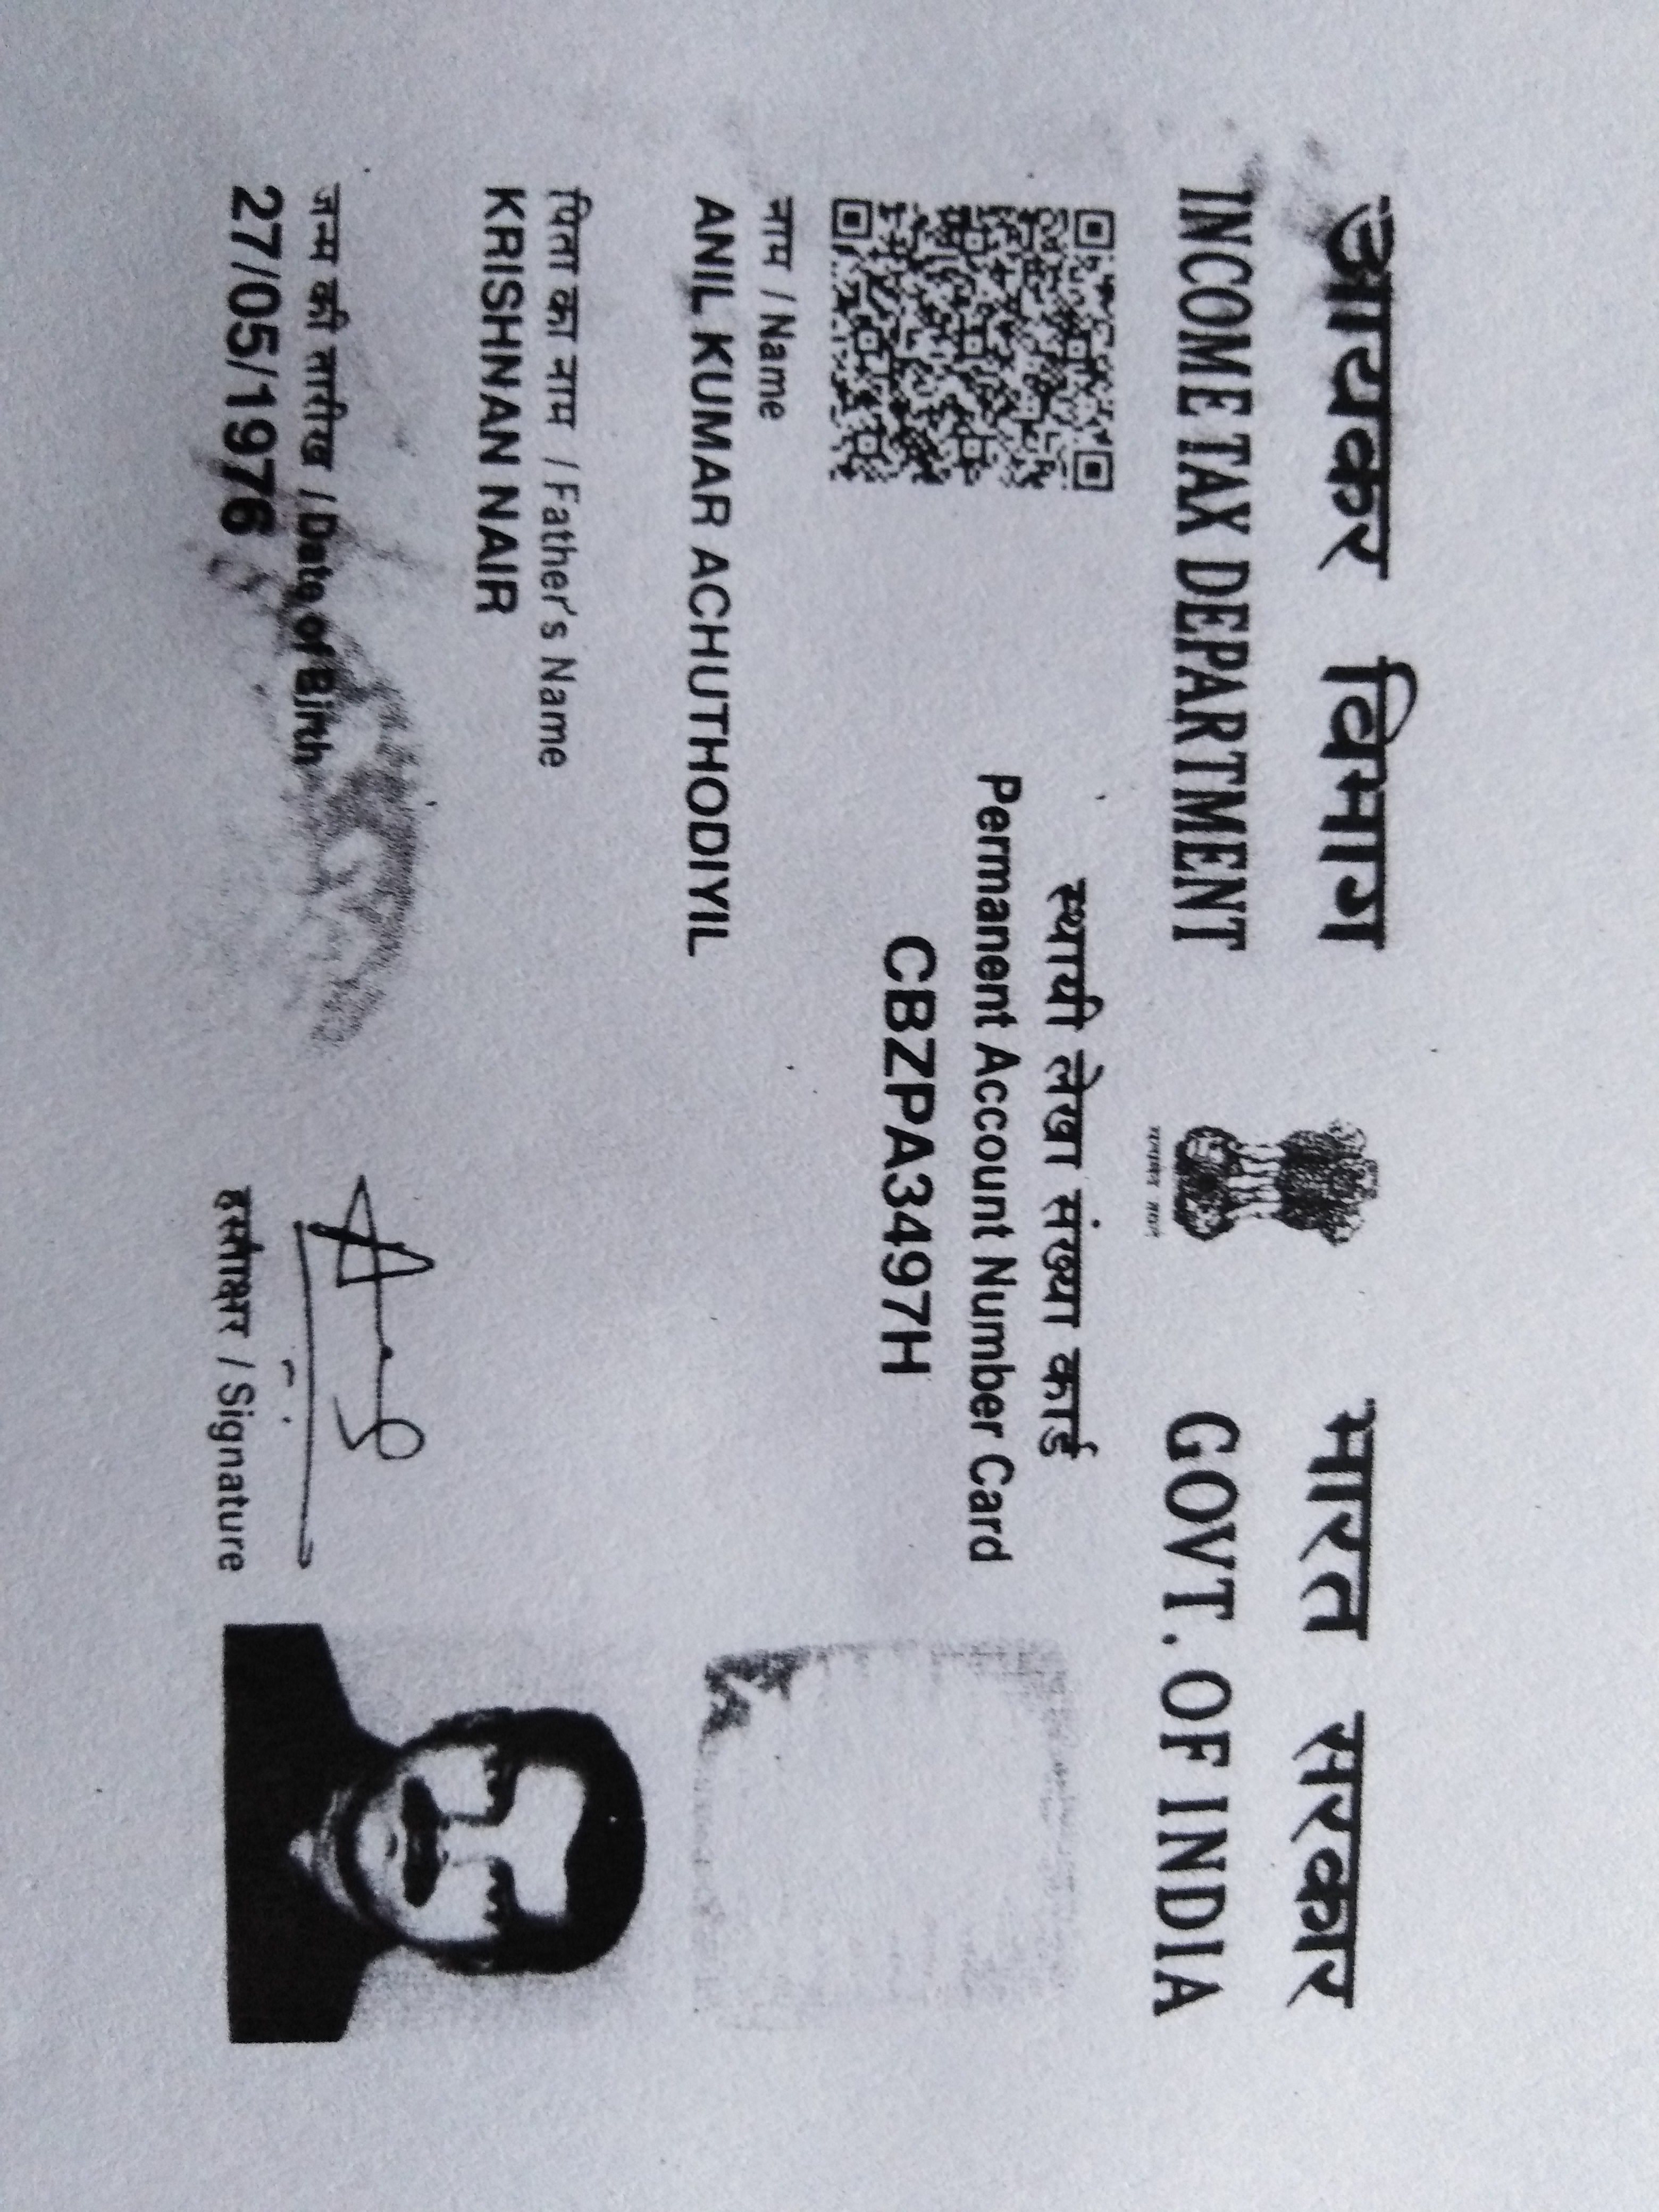 आयकर विभाग
INCOME TAX DEPARTMENT
भारत सरकार
GOVT. OF INDIA
सत्यमेव जयते
स्थायी लेखा संख्या कार्ड
Permanent Account Number Card
CBZPA3497H
नाम / Name
ANIL KUMAR ACHUTHODIYIL
पिता का नाम / Father's Name
KRISHNAN NAIR
जन्म की तारीख / Date of Birth
27/05/1976
हस्ताक्षर / Signature